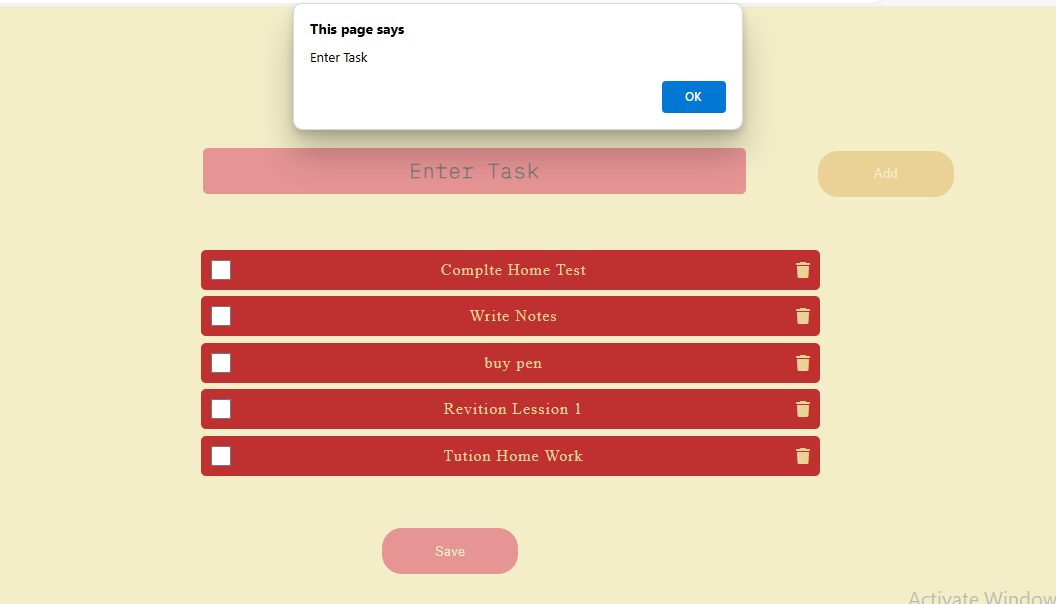 This page says
Enter Task
OK
Enter Task
Add
Complte Home Test
Write Notes
buy pen
Revition Lession 1
Tution Home Work
Save
Activate Window